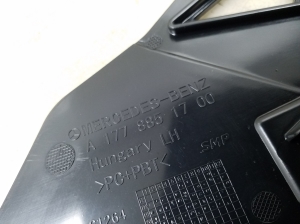 MERCEDES-BENZ
A 177 885 17 00
Hungary LH
>PC+PBT<
SMP